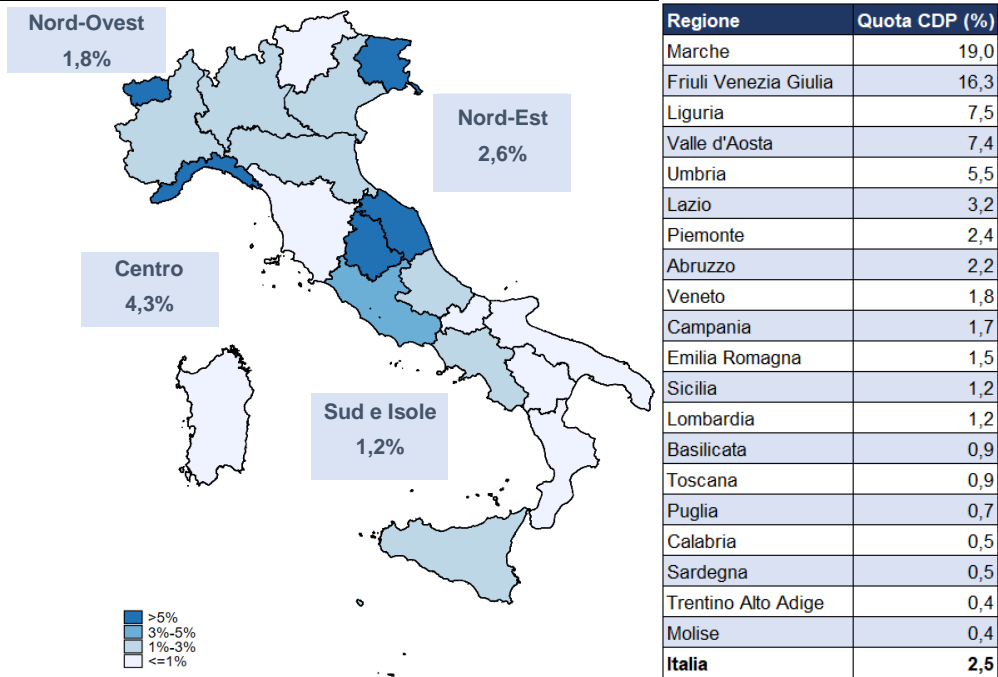 Nord-Ovest
1,8%
Nord-Est
2,6%
Centro
4,3%
Sud e Isole
1,2%
>5%
3%-5%
1%-3%
<=1%
Regione Quota CDP (%)
Marche 19,0
Friuli Venezia Giulia 16,3
Liguria 7,5
Valle d'Aosta 7,4
Umbria 5,5
Lazio 3,2
Piemonte 2,4
Abruzzo 2,2
Veneto 1,8
Campania 1,7
Emilia Romagna 1,5
Sicilia 1,2
Lombardia 1,2
Basilicata 0,9
Toscana 0,9
Puglia 0,7
Calabria 0,5
Sardegna 0,5
Trentino Alto Adige 0,4
Molise 0,4
Italia 2,5